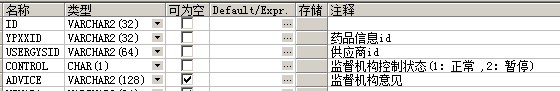 名称 类型 可为空 Default/Expr. 存储 注释
ID VARCHAR2(32) ...
YPXXID VARCHAR2(32) ... 药品信息id
USERGYSID VARCHAR2(64) ... 供应商id
CONTROL CHAR(1) ... 监督机构控制状态(1: 正常 ,2: 暂停)
ADVICE VARCHAR2(128) ... 监督机构意见